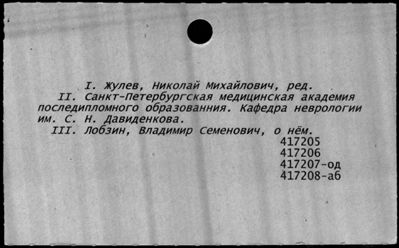 I. Жулев, Николай Михайлович, ред.
II. Санкт-Петербургская медицинская академия
последипломного образованния. Кафедра неврологии
им. С. Н. Давиденкова.
III. Лобзин, Владимир Семенович, о нём.
417205
417206
417207-од
417208-аб